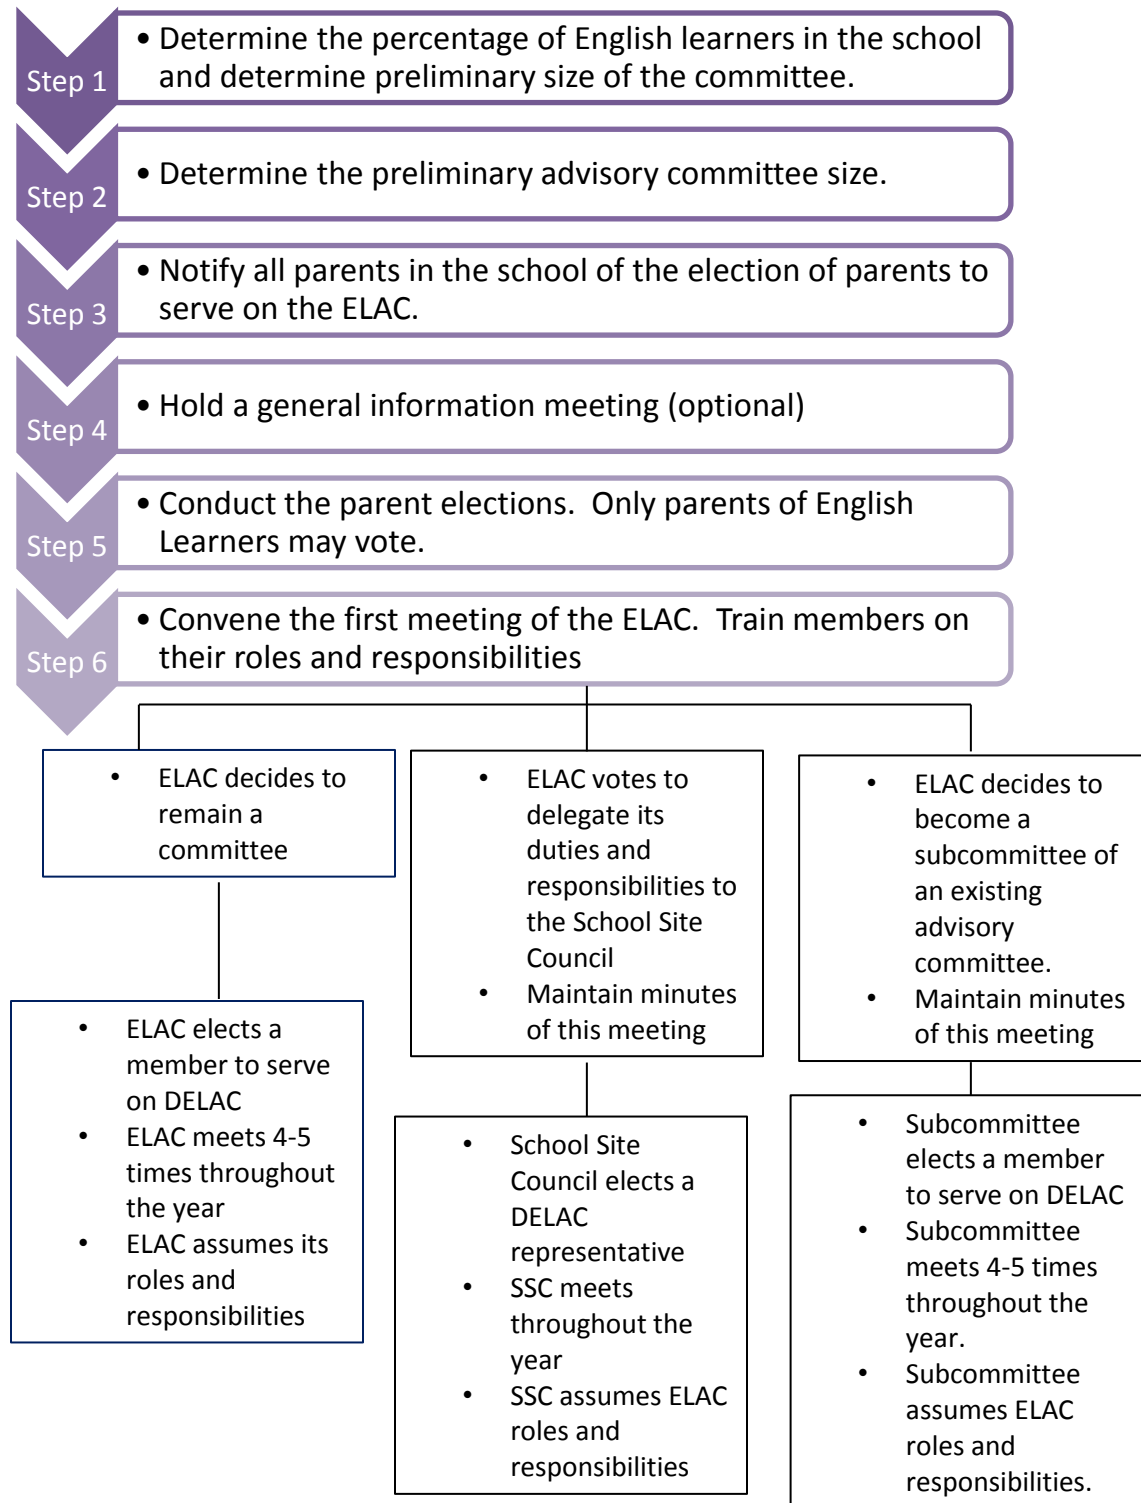 Step 1
• Determine the percentage of English learners in the school
and determine preliminary size of the committee.
Step 2
• Determine the preliminary advisory committee size.
Step 3
• Notify all parents in the school of the election of parents to
serve on the ELAC.
Step 4
• Hold a general information meeting (optional)
Step 5
• Conduct the parent elections.  Only parents of English
Learners may vote.
Step 6
• Convene the first meeting of the ELAC.  Train members on
their roles and responsibilities
• ELAC decides to
remain a
committee
• ELAC elects a
member to serve
on DELAC
• ELAC meets 4-5
times throughout
the year
• ELAC assumes its
roles and
responsibilities
• ELAC votes to
delegate its
duties and
responsibilities to
the School Site
Council
• Maintain minutes
of this meeting
• School Site
Council elects a
DELAC
representative
• SSC meets
throughout the
year
• SSC assumes ELAC
roles and
responsibilities
• ELAC decides to
become a
subcommittee of
an existing
advisory
committee.
• Maintain minutes
of this meeting
• Subcommittee
elects a member
to serve on DELAC
• Subcommittee
meets 4-5 times
throughout the
year.
• Subcommittee
assumes ELAC
roles and
responsibilities.